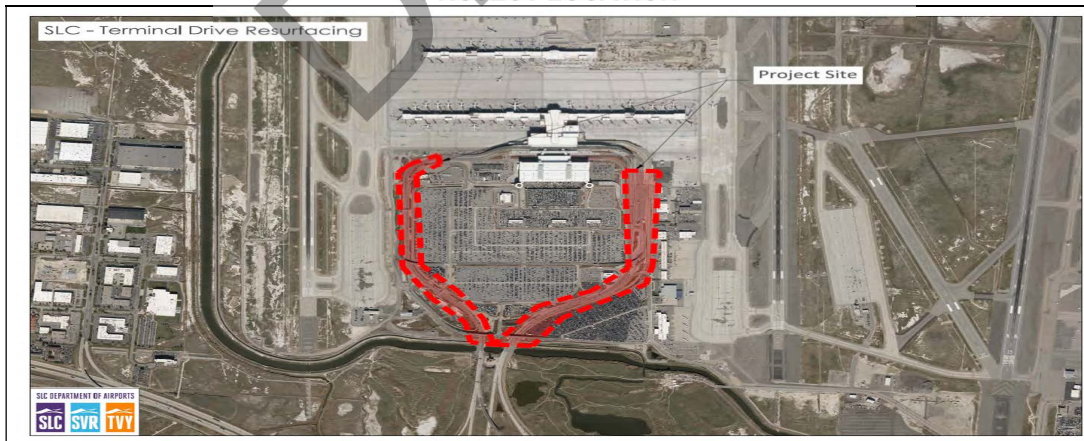 SLC - Terminal Drive Resurfacing
Project Site
SLC DEPARTMENT OF AIRPORTS
SLC SVR TVY